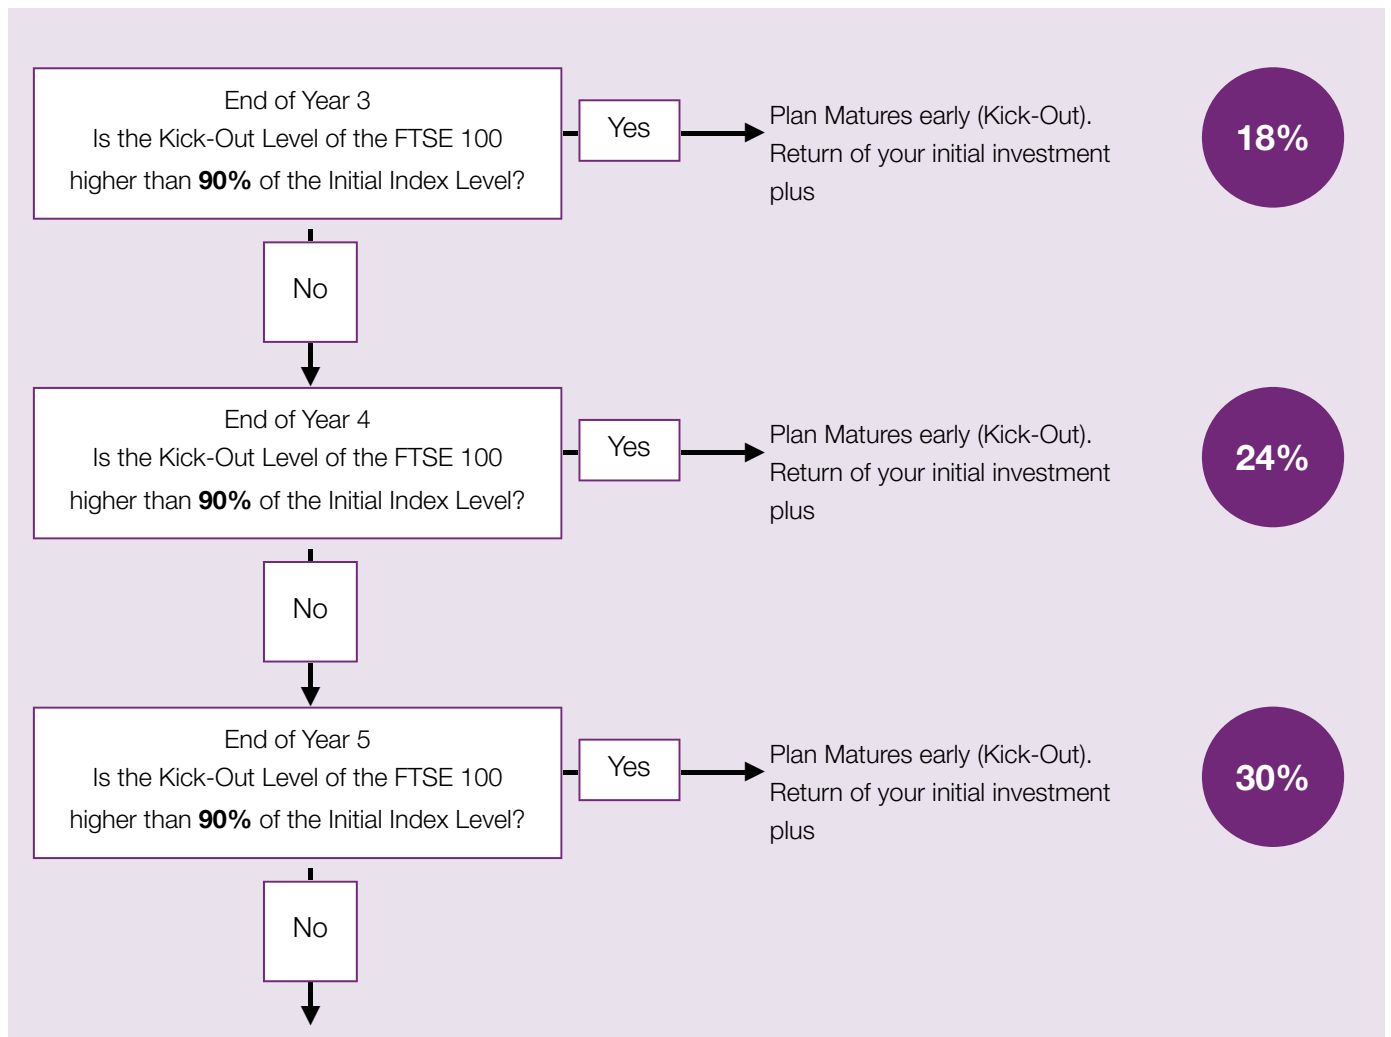 End of Year 3
Is the Kick-Out Level of the FTSE 100
higher than 90% of the Initial Index Level?
Yes
Plan Matures early (Kick-Out).
Return of your initial investment
plus
18%
No
End of Year 4
Is the Kick-Out Level of the FTSE 100
higher than 90% of the Initial Index Level?
Yes
Plan Matures early (Kick-Out).
Return of your initial investment
plus
24%
No
End of Year 5
Is the Kick-Out Level of the FTSE 100
higher than 90% of the Initial Index Level?
Yes
Plan Matures early (Kick-Out).
Return of your initial investment
plus
30%
No